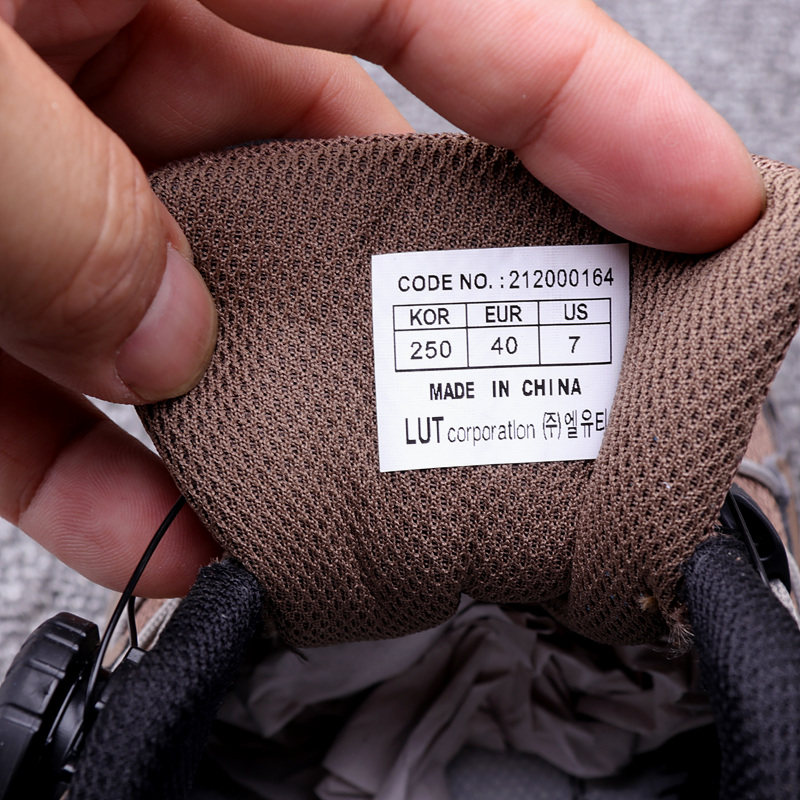 CODE NO. : 212000164
KOR EUR US
250 40 7
MADE IN CHINA
LUT corporation (주)엘유티